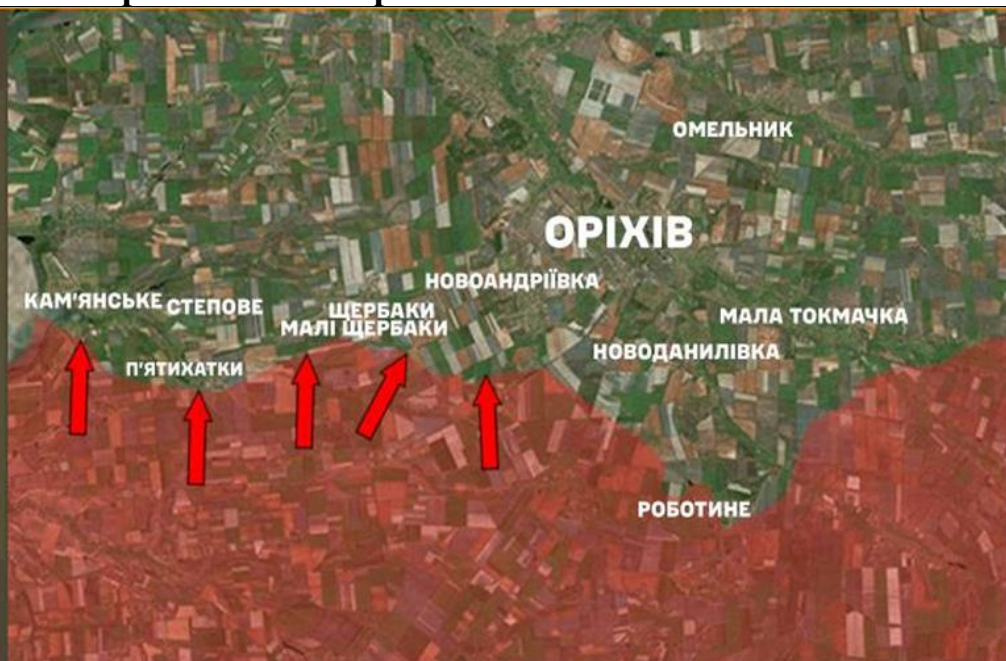 ОМЕЛЬНИК
ОРІХІВ
НОВОАНДРІЇВКА
КАМ'ЯНСЬКЕ
СТЕПОВЕ
ЩЕРБАКИ
МАЛІ ЩЕРБАКИ
МАЛА ТОКМАЧКА
НОВОДАНИЛІВКА
П'ЯТИХАТКИ
РОБОТИНЕ